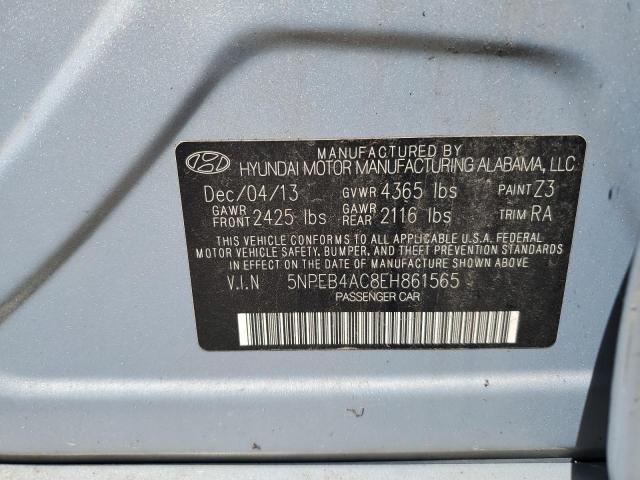 MANUFACTURED BY
HYUNDAI MOTOR MANUFACTURING ALABAMA, LLC
Dec/04/13 GVWR 4365 lbs PAINT Z3
GAWR FRONT 2425 lbs GAWR REAR 2116 lbs TRIM RA
THIS VEHICLE CONFORMS TO ALL APPLICABLE U.S.A. FEDERAL
MOTOR VEHICLE SAFETY, BUMPER, AND THEFT PREVENTION STANDARDS
IN EFFECT ON THE DATE OF MANUFACTURE SHOWN ABOVE.
V.I.N 5NPEB4AC8EH861565
PASSENGER CAR